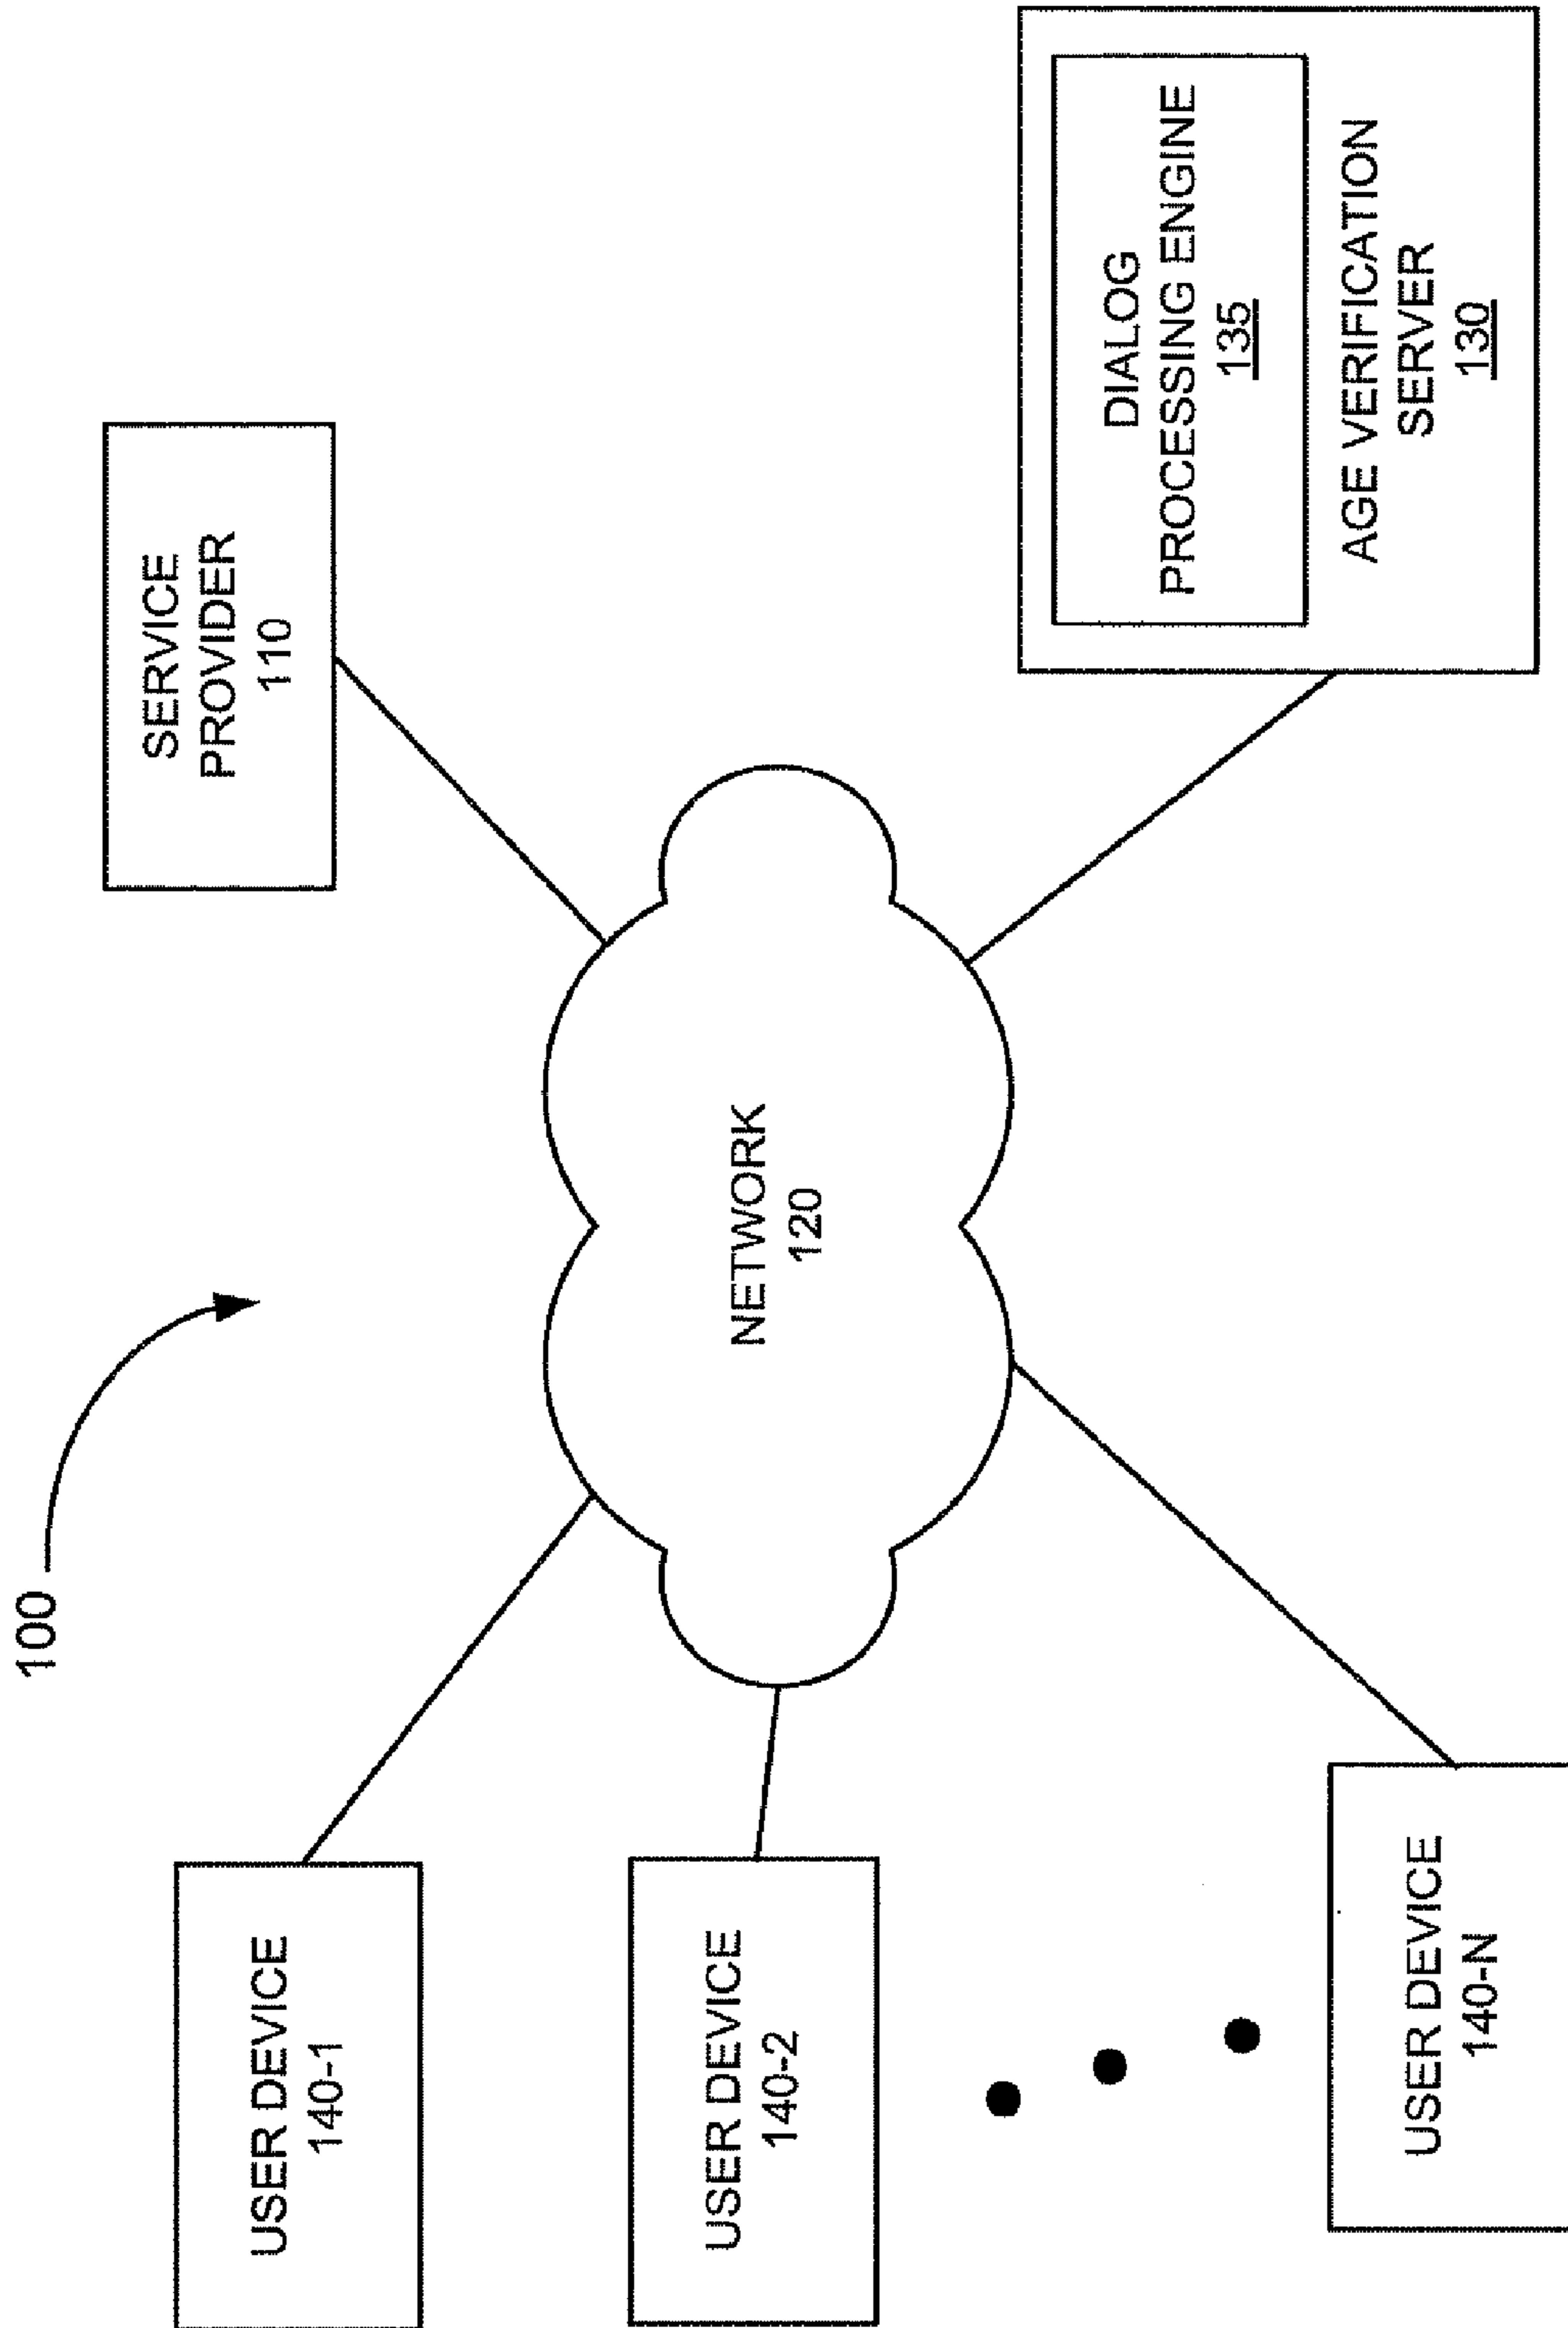 100
USER DEVICE
140-1
USER DEVICE
140-2
USER DEVICE
140-N
NETWORK
120
SERVICE
PROVIDER
110
DIALOG
PROCESSING ENGINE
135
AGE VERIFICATION
SERVER
130